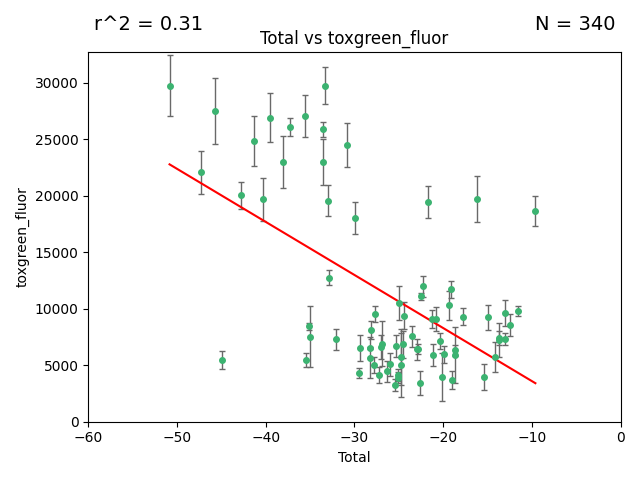 r^2 = 0.31
N = 340
Total vs toxgreen_fluor
30000
25000
20000
15000
10000
5000
0
toxgreen_fluor
−60
−50
−40
−30
−20
−10
0
Total